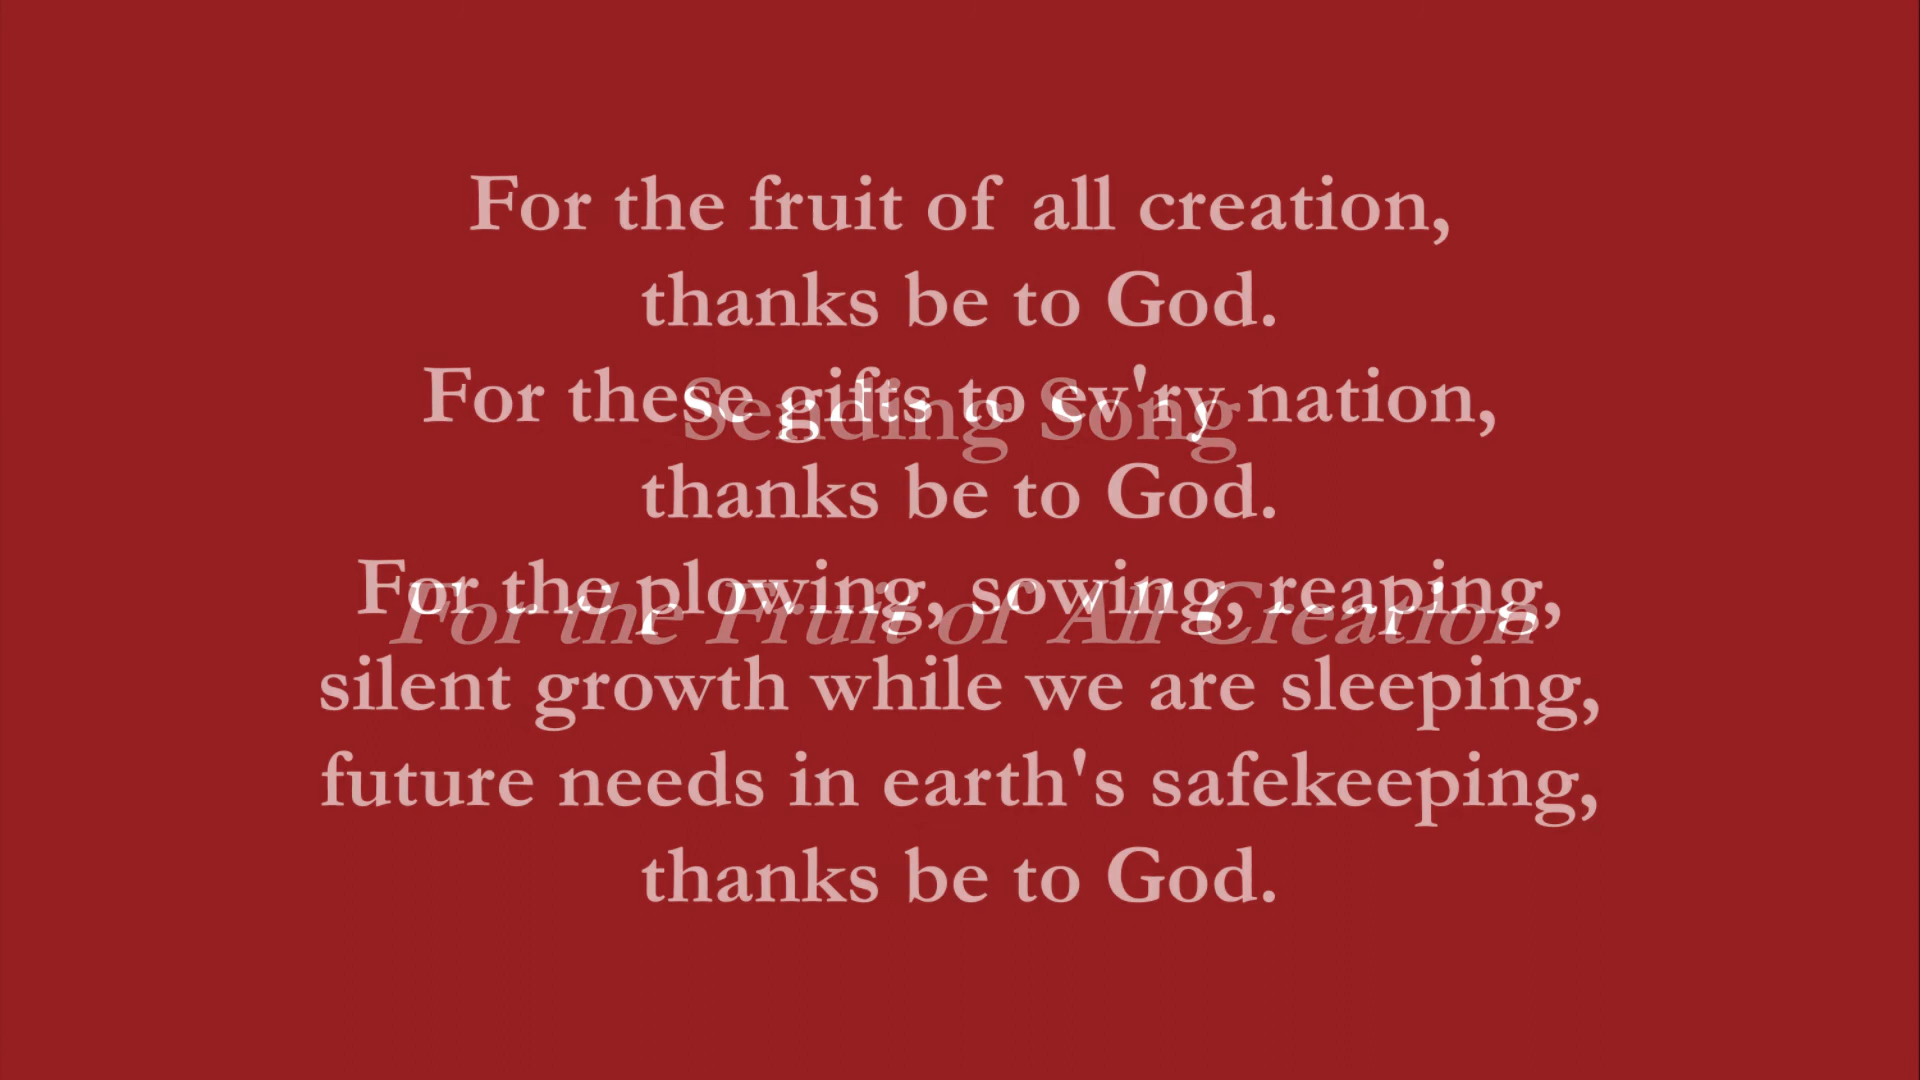 For the fruit of all creation,
thanks be to God.
For these gifts to ev'ry nation,
Sending Song
thanks be to God.
For the plowing, sowing, reaping,
For the Fruit of All Creation
silent growth while we are sleeping,
future needs in earth's safekeeping,
thanks be to God.